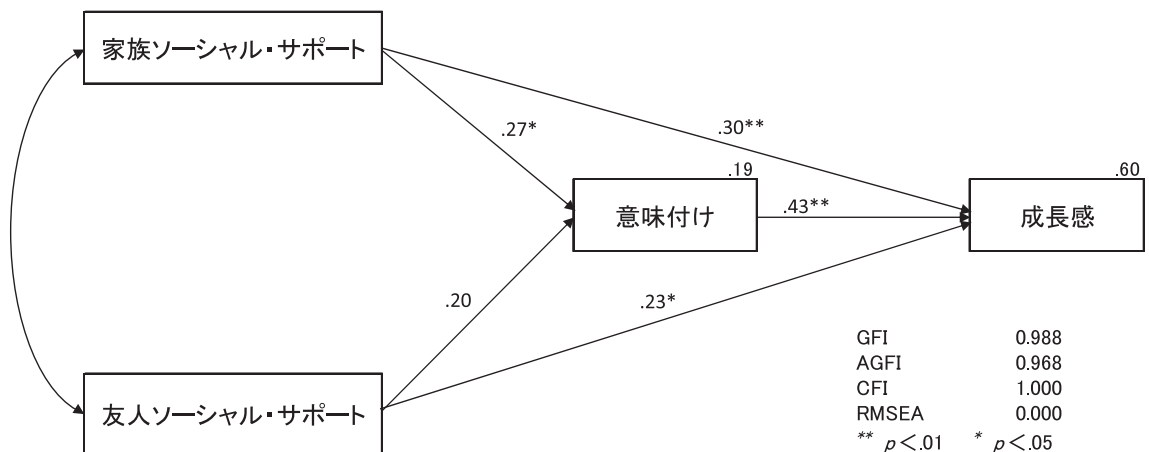 家族ソーシャル・サポート
.27*
.30**
.19
.60
意味付け
.43**
成長感
.20
.23*
GFI 0.988
AGFI 0.968
CFI 1.000
RMSEA 0.000
友人ソーシャル・サポート
** p<.01 * p<.05